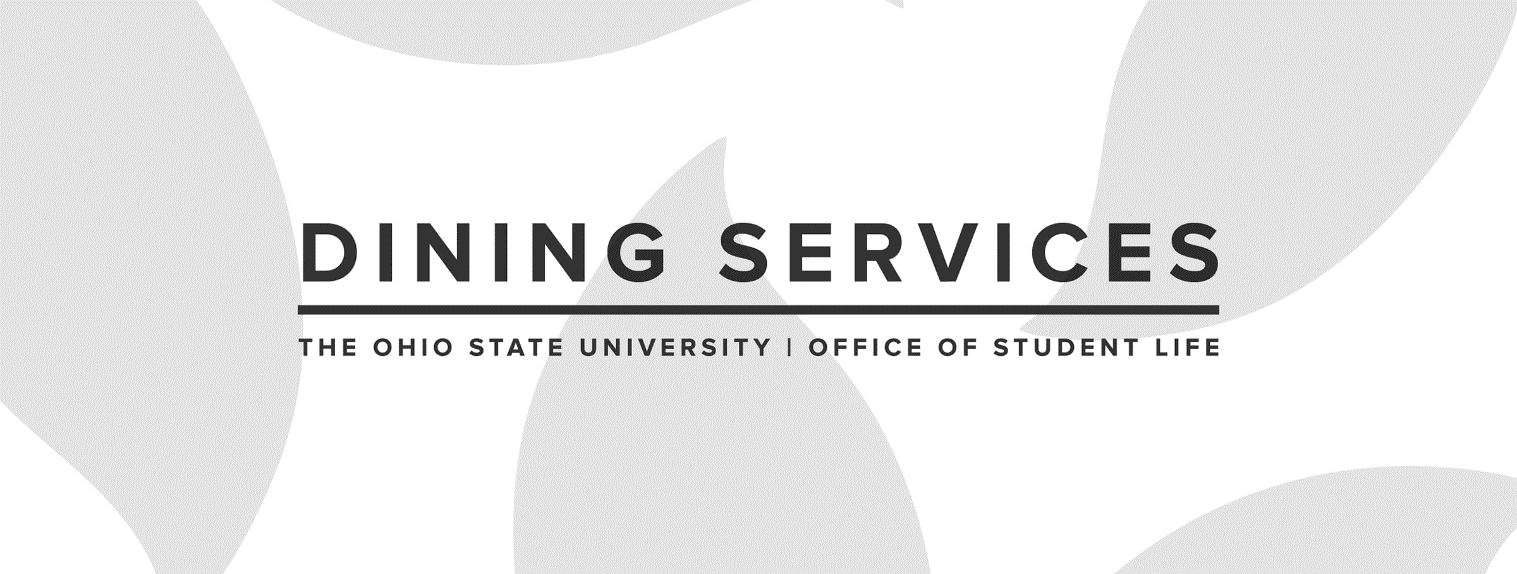 DINING SERVICES
THE OHIO STATE UNIVERSITY | OFFICE OF STUDENT LIFE